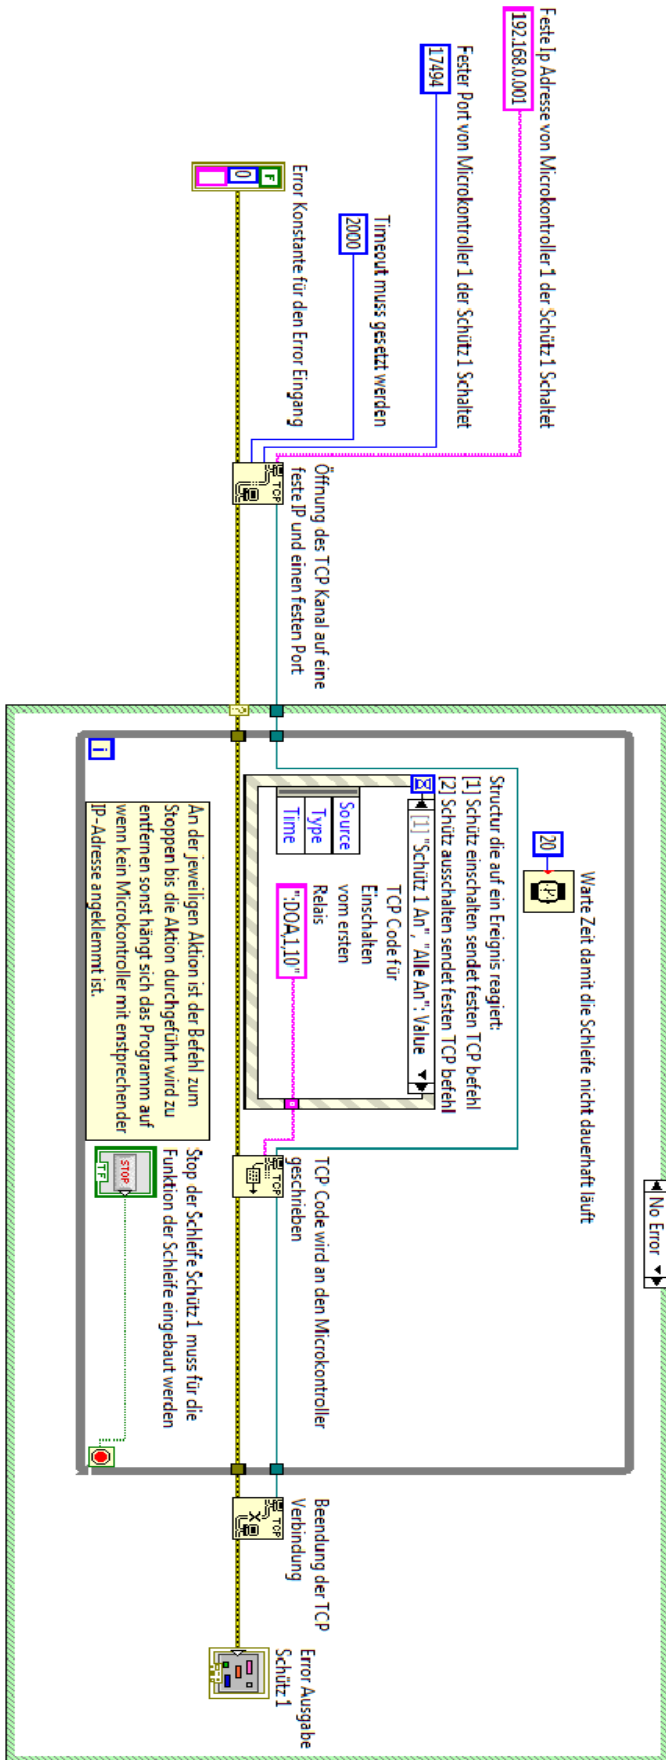 Feste Ip Adresse von Microkontroller 1 der Schütz 1 Schaltet
192.168.0.001
Fester Port von Microkontroller 1 der Schütz 1 Schaltet
17494
Timeout muss gesetzt werden
2000
Error Konstante für den Error Eingang
F
0
Öffnung des TCP Kanal auf eine
feste IP und einen festen Port
TCP
No Error
Warte Zeit damit die Schleife nicht dauerhaft läuft
20
Structur die auf ein Ereignis reagiert:
[1] Schütz einschalten sendet festen TCP befehl
[2] Schütz ausschalten sendet festen TCP befehl
[1] "Schütz 1 An", "Alle An": Value
Source
Type
Time
TCP Code für
Einschalten
vom ersten
Relais
":DOA,1,10"
TCP Code wird an den Microkontroller
geschrieben
TCP
i
An der jeweiligen Aktion ist der Befehl zum
Stoppen bis die Aktion durchgeführt wird zu
entfernen sonst hängt sich das Programm auf
wenn kein Microkontroller mit enstprechender
IP-Adresse angeklemmt ist.
Stop der Schleife Schütz 1 muss für die
Funktion der Schleife eingebaut werden
STOP
TF
Beendung der TCP
Verbindung
TCP
Error Ausgabe
Schütz 1